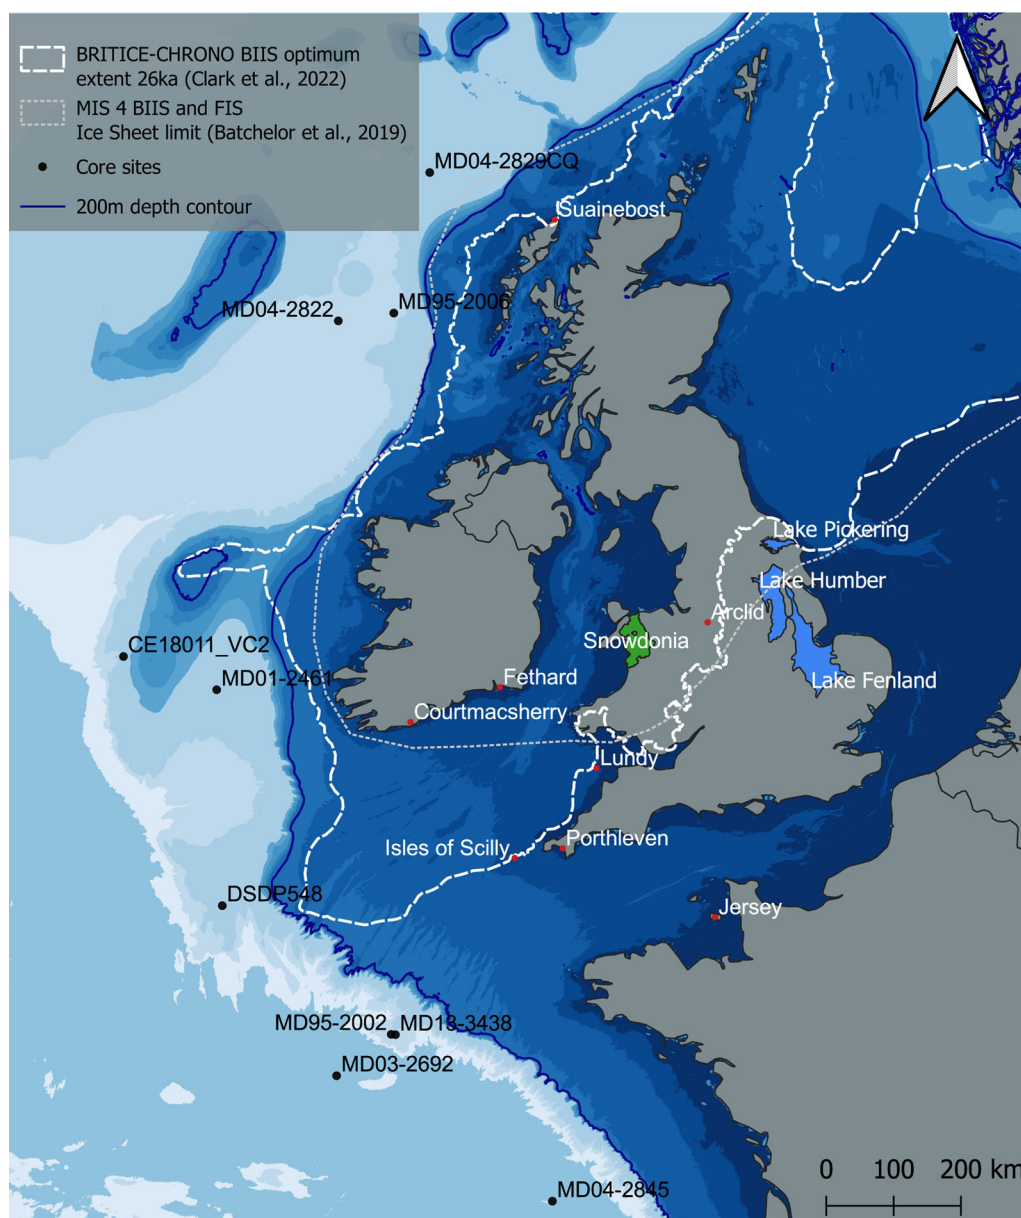 BRITICE-CHRONO BIIS optimum
extent 26ka (Clark et al., 2022)
MIS 4 BIIS and FIS
Ice Sheet limit (Batchelor et al., 2019)
Core sites
200m depth contour
MD04-2829CQ
Suainebost
MD04-2822
MD95-2006
Lake Pickering
Lake Humber
Arclid
Snowdonia
CE18011_VC2
MD01-2461
Fethard
Lake Fenland
Courtmacsherry
Lundy
Isles of Scilly
Porthleven
DSDP548
Jersey
MD95-2002
MD13-3438
MD03-2692
MD04-2845
0 100 200 km